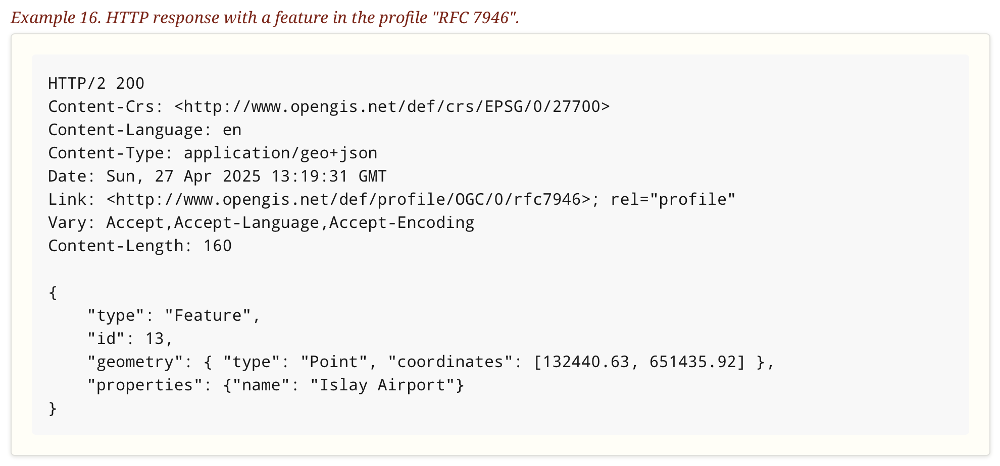 Example 16. HTTP response with a feature in the profile "RFC 7946".
HTTP/2 200
Content-Crs: <http://www.opengis.net/def/crs/EPSG/0/27700>
Content-Language: en
Content-Type: application/geo+json
Date: Sun, 27 Apr 2025 13:19:31 GMT
Link: <http://www.opengis.net/def/profile/OGC/0/rfc7946>; rel="profile"
Vary: Accept,Accept-Language,Accept-Encoding
Content-Length: 160

{
    "type": "Feature",
    "id": 13,
    "geometry": { "type": "Point", "coordinates": [132440.63, 651435.92] },
    "properties": {"name": "Islay Airport"}
}